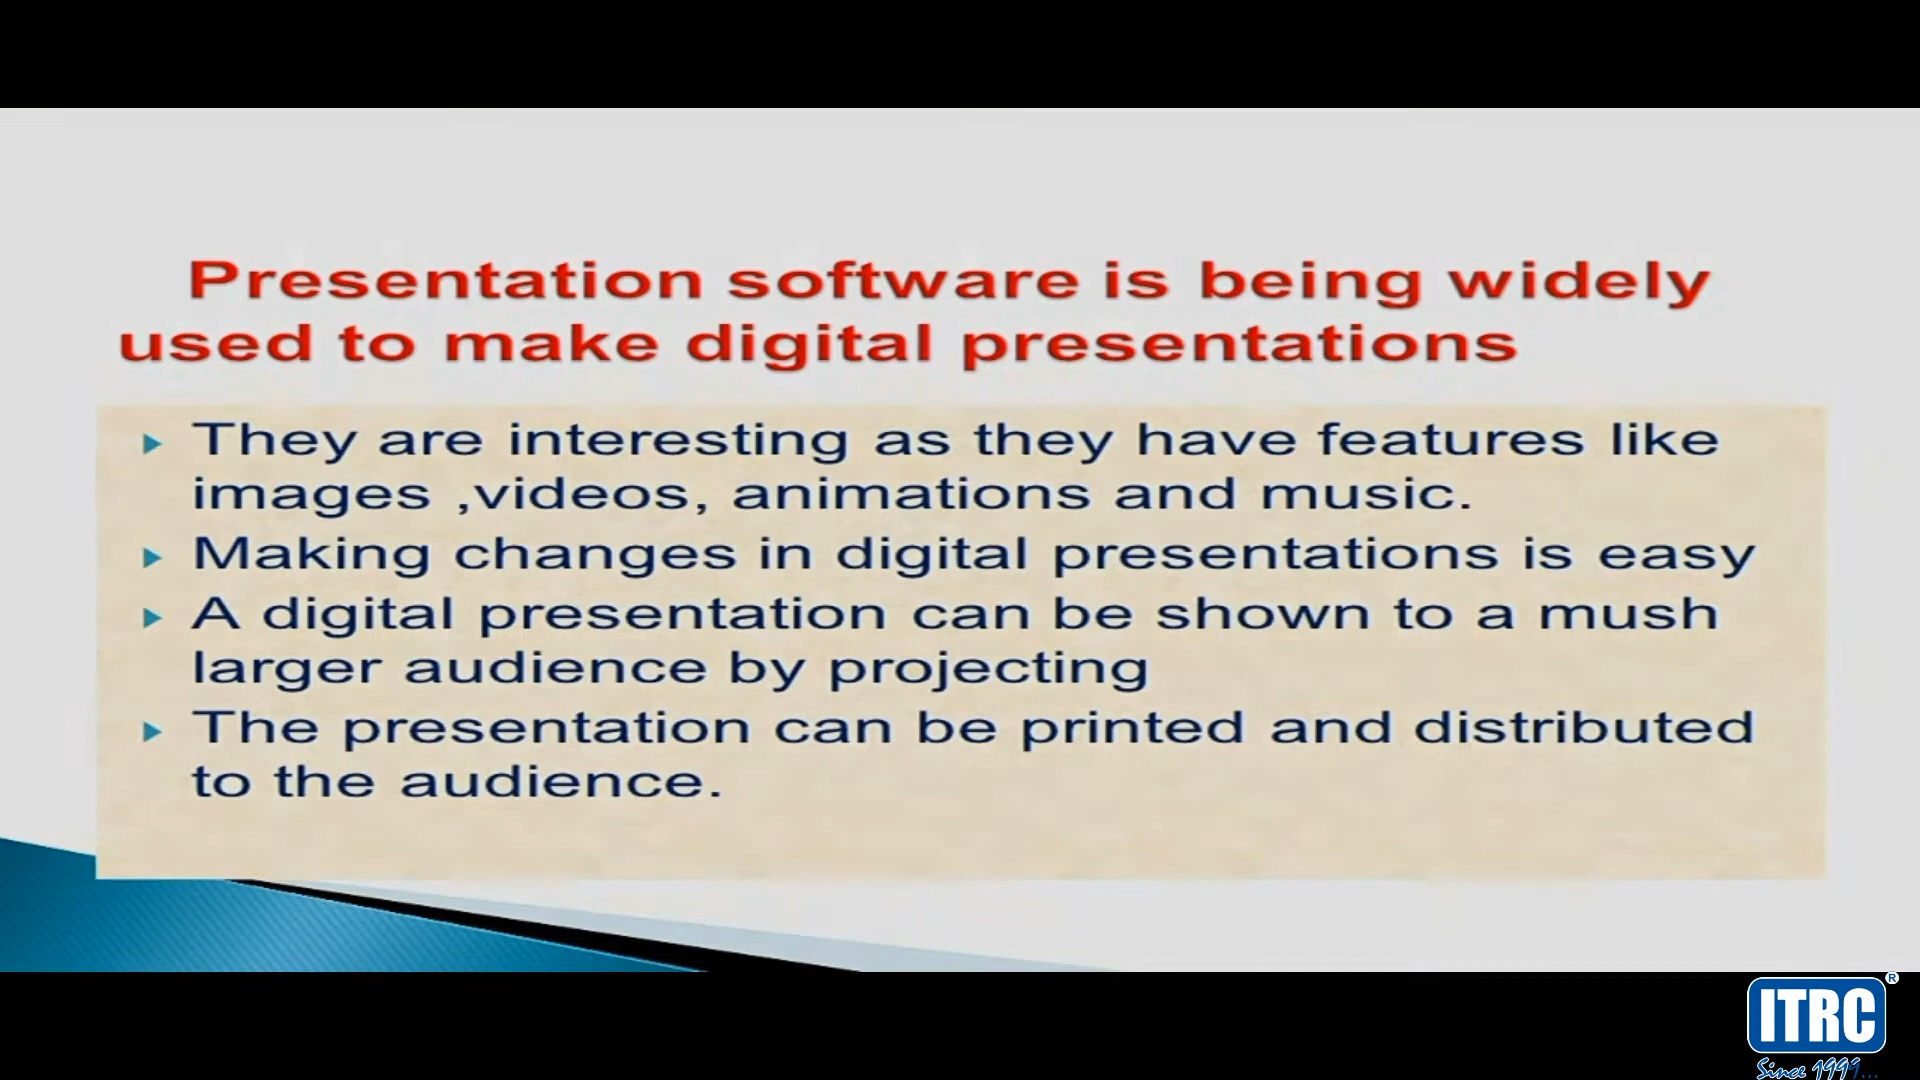 Presentation software is being widely
used to make digital presentations
They are interesting as they have features like
images ,videos, animations and music.
Making changes in digital presentations is easy
A digital presentation can be shown to a mush
larger audience by projecting
The presentation can be printed and distributed
to the audience.
ITRC®
Since 1999...